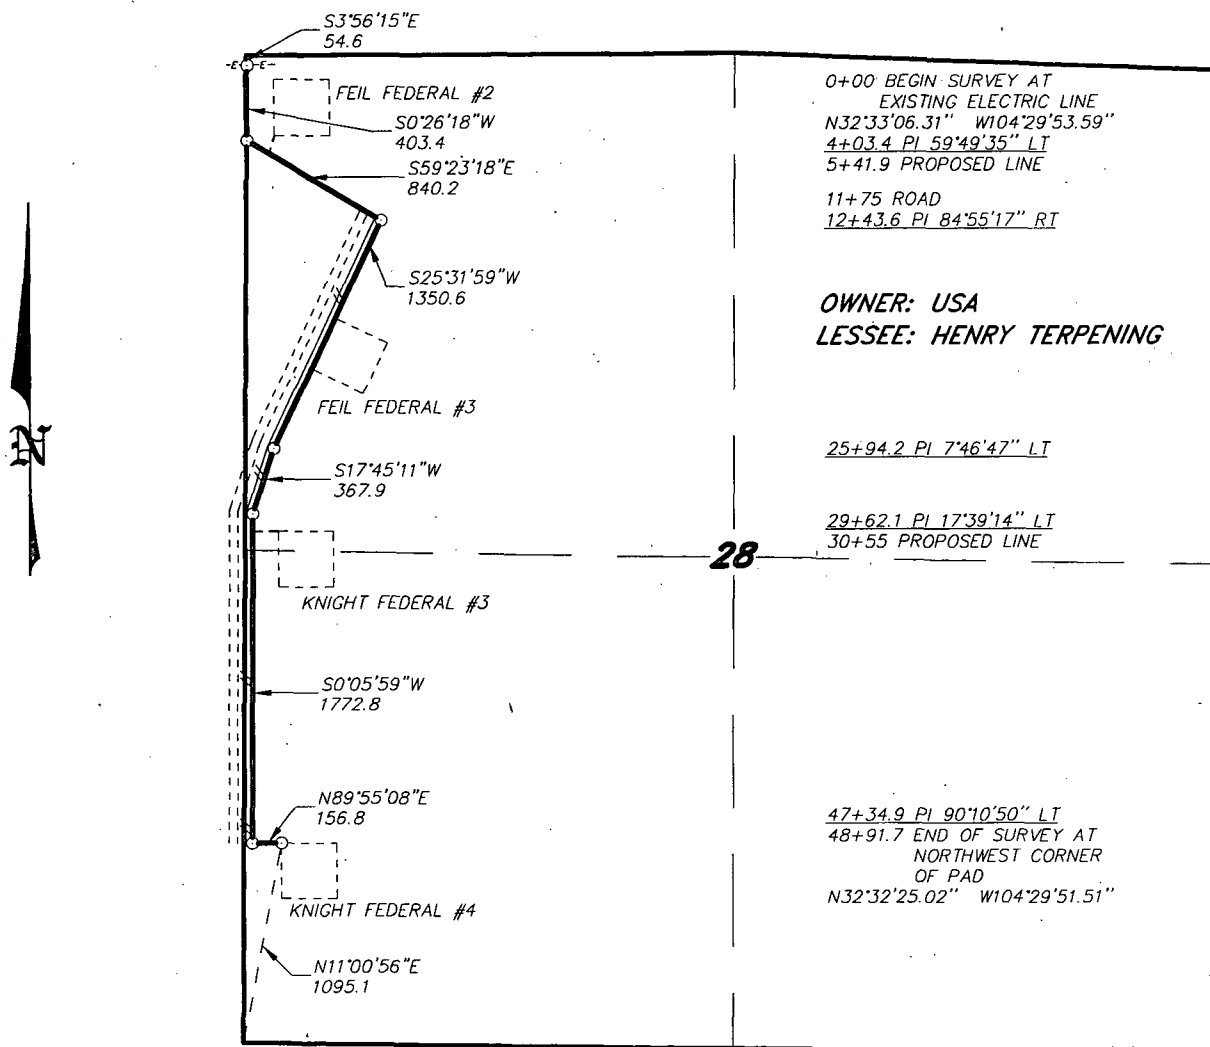 S3°56'15"E
54.6
-E-E-
FEIL FEDERAL #2
S0°26'18"W
403.4
S59°23'18"E
840.2
S25°31'59"W
1350.6
FEIL FEDERAL #3
S17°45'11"W
367.9
KNIGHT FEDERAL #3
28
S0°05'59"W
1772.8
N89°55'08"E
156.8
KNIGHT FEDERAL #4
N11°00'56"E
1095.1
N
0+00 BEGIN SURVEY AT
EXISTING ELECTRIC LINE
N32°33'06.31" W104°29'53.59"
4+03.4 PI 59°49'35" LT
5+41.9 PROPOSED LINE
11+75 ROAD
12+43.6 PI 84°55'17" RT
OWNER: USA
LESSEE: HENRY TERPENING
25+94.2 PI 7°46'47" LT
29+62.1 PI 17°39'14" LT
30+55 PROPOSED LINE
47+34.9 PI 90°10'50" LT
48+91.7 END OF SURVEY AT
NORTHWEST CORNER
OF PAD
N32°32'25.02" W104°29'51.51"